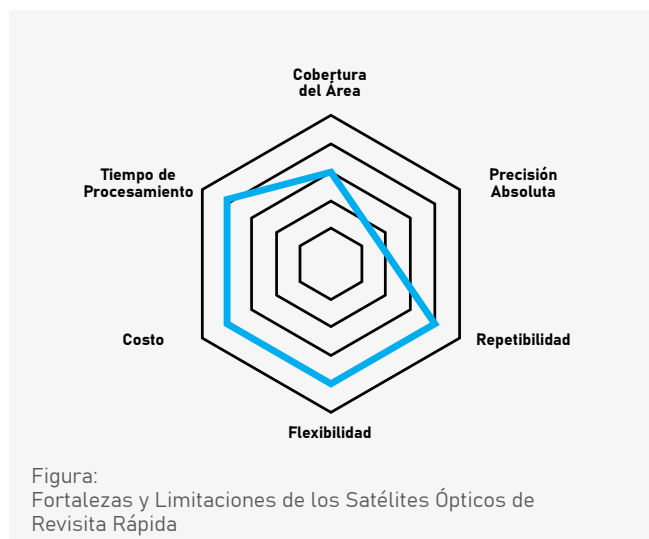 Cobertura
del Área
Tiempo de
Procesamiento
Precisión
Absoluta
Costo
Repetibilidad
Flexibilidad
Figura:
Fortalezas y Limitaciones de los Satélites Ópticos de
Revisita Rápida